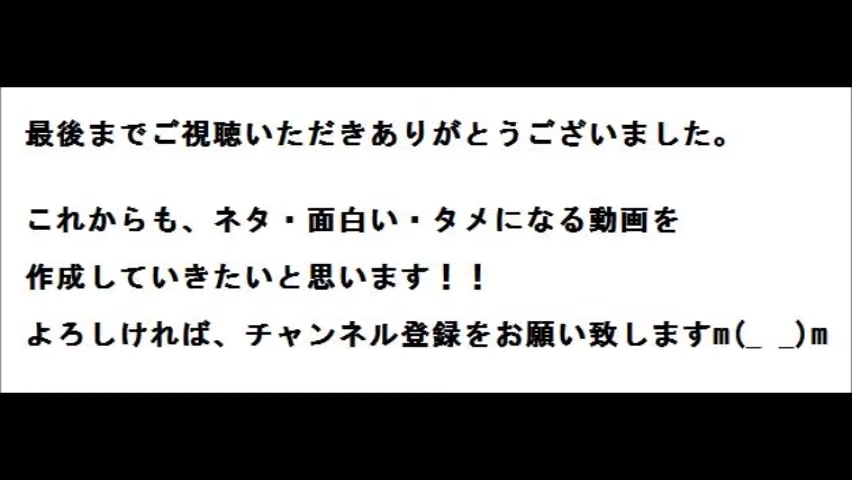 最後までご視聴いただきありがとうございました。
これからも、ネタ・面白い・タメになる動画を
作成していきたいと思います！！
よろしければ、チャンネル登録をお願い致しますm(_ _)m